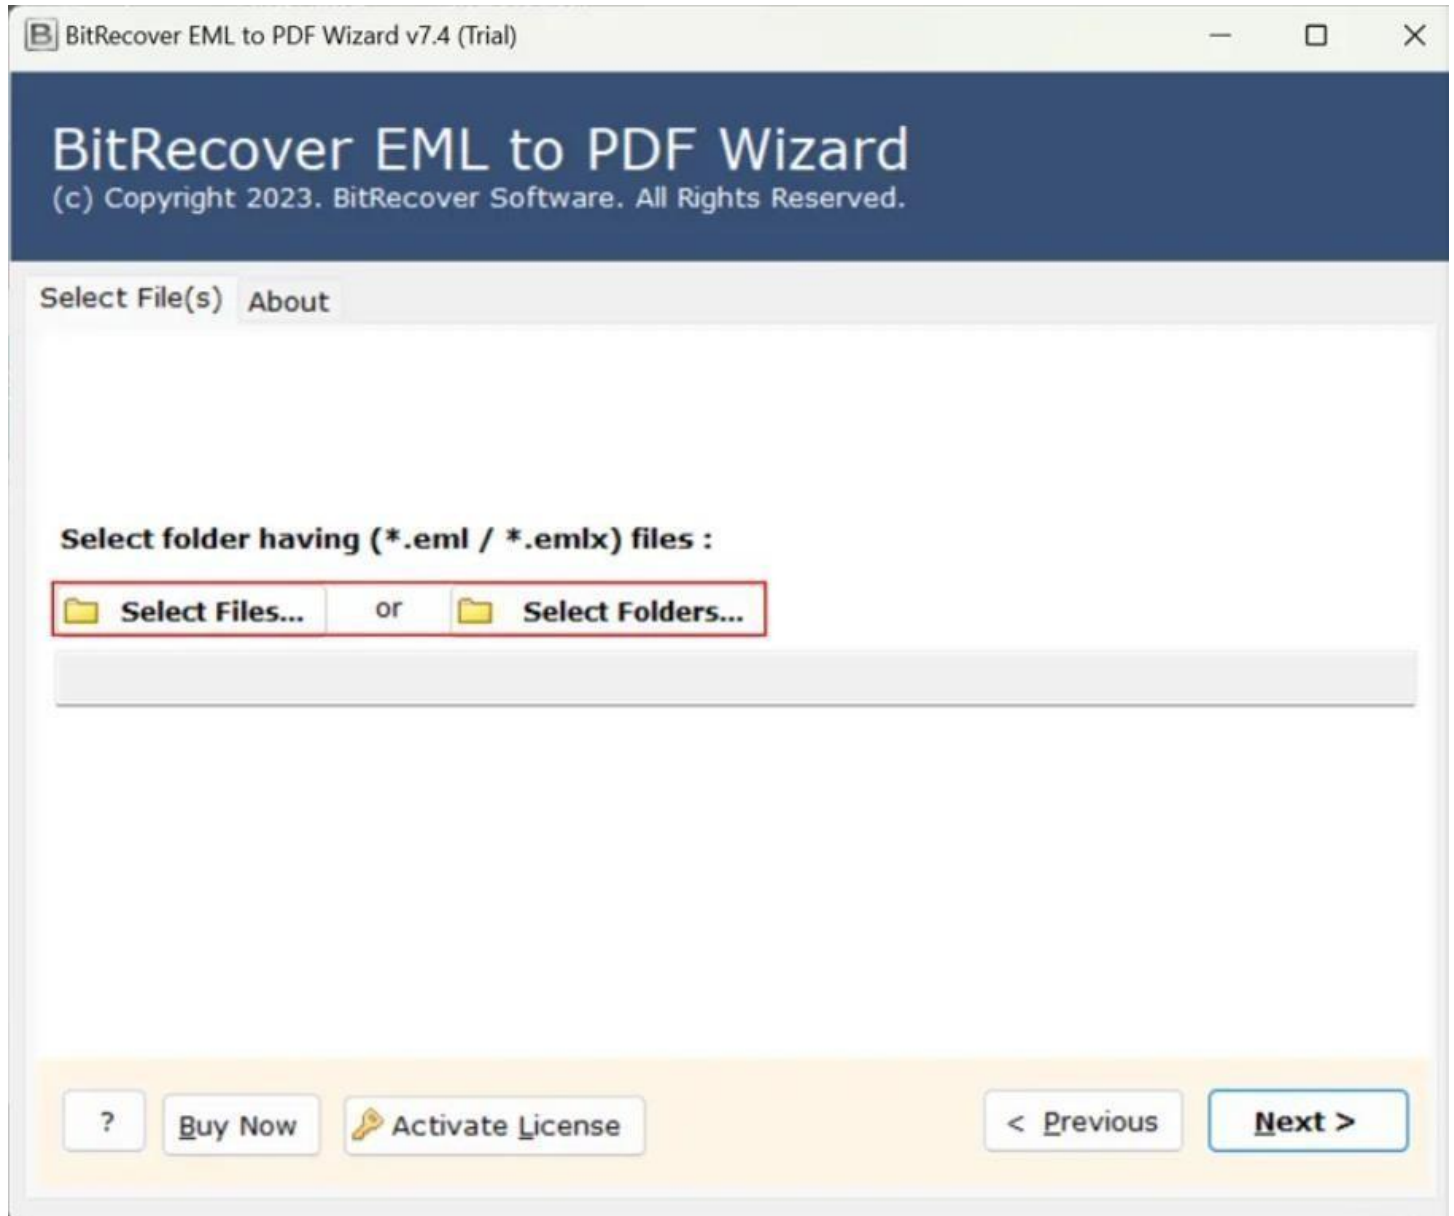 BitRecover EML to PDF Wizard v7.4 (Trial)
BitRecover EML to PDF Wizard
(c) Copyright 2023. BitRecover Software. All Rights Reserved.
Select File(s) About
Select folder having (*.eml / *.emlx) files :
Select Files... or Select Folders...
? Buy Now Activate License < Previous Next >